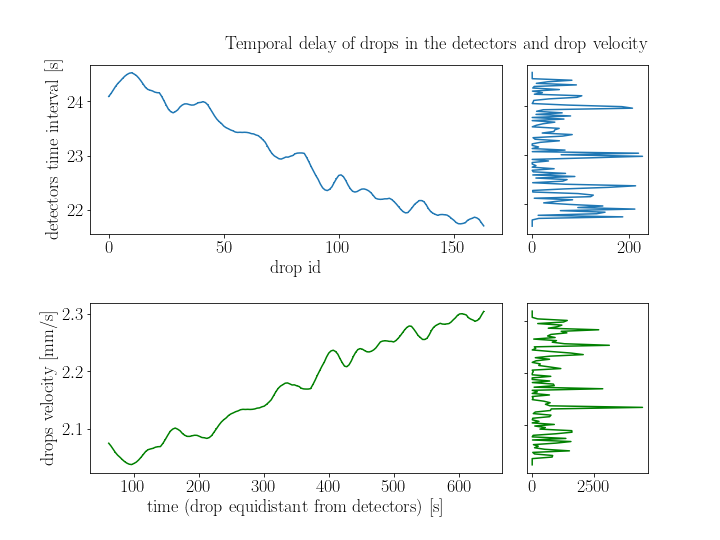 Temporal delay of drops in the detectors and drop velocity
detectors time interval [s]
24
23
22
0 50 100 150
drop id
0 200
drops velocity [mm/s]
2.3
2.2
2.1
100 200 300 400 500 600
time (drop equidistant from detectors) [s]
0 2500